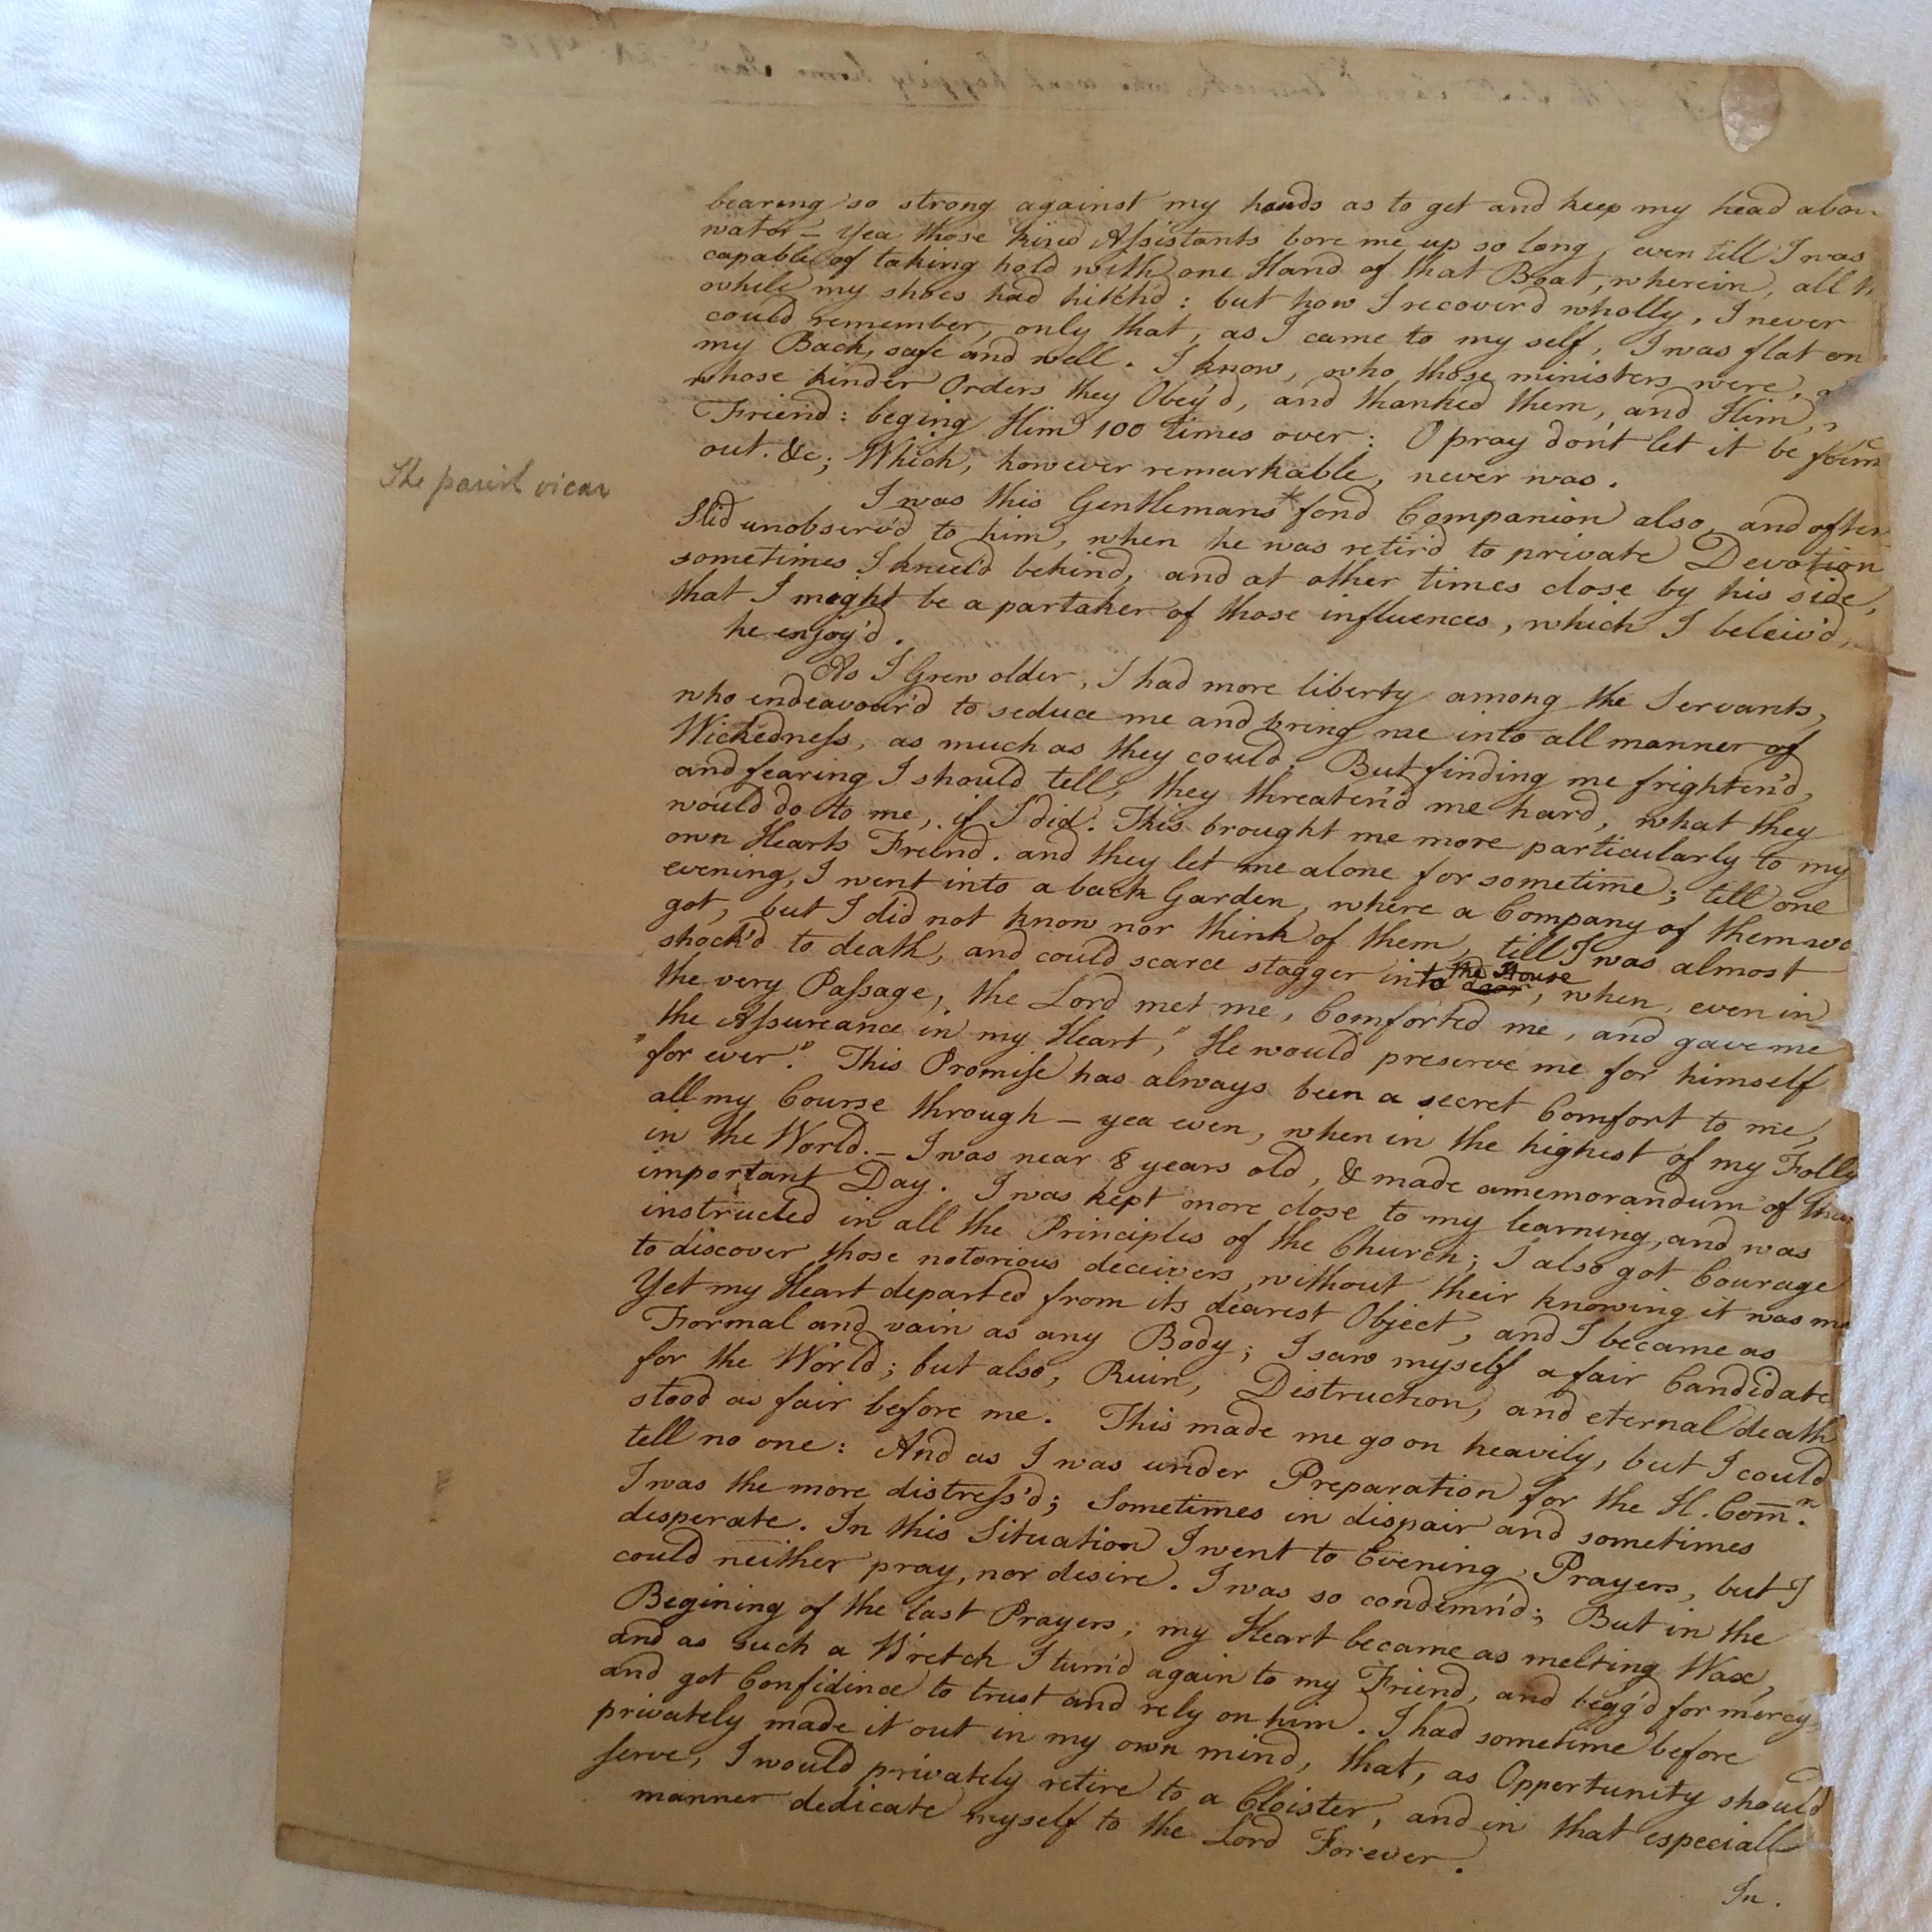 bearing so strong against my hands as to get and keep my head abov
water – yea those kind Assistants bore me up so long, even till I was
capable of taking hold with one Hand of that Boat, wherein, all th
while my shoes had hitch'd : but how I recover'd wholly, I never
could remember, only that, as I came to my self, I was flat on
my Back, safe and well. I know, who those ministers were,
whose kinder Orders they Obey'd, and thanked them, and Him,
Friend : beging Him 100 times over : O pray don't let it be foun
out. &c; Which, however remarkable, never was.
The parish vicar
I was this Gentlemans* fond Companion also, and often
Slid unobserv'd to him, when he was retir'd to private Devotion
sometimes I kneel'd behind, and at other times close by his side,
that I might be a partaker of those influences, which I beleiv'd,
he enjoy'd.
As I Grew older, I had more liberty among the Servants,
who endeavour'd to seduce me and bring me into all manner of
Wickedness, as much as they could. But finding me frighten'd,
and fearing I should tell, they threaten'd me hard, what they
would do to me, if I did. This brought me more particularly to my
own Hearts Friend. and they let me alone for sometime; till one
evening, I went into a back Garden, where a Company of them we
got, but I did not know nor think of them, till I was almost
shock'd to death, and could scarce stagger into the House, when, even in
the very Passage, the Lord met me, Comforted me, and gave me
the Assureance in my Heart, "He would preserve me for himself
"for ever". This Promise has always been a secret Comfort to me,
all my Course through – yea even, when in the highest of my Folly
in the World. – I was near 8 years old, & made amemorandum of this
important Day. I was kept more close to my learning, and was
instructed in all the Principles of the Church; I also got Courage
to discover those notorious deceivers, without their knowing it was me
Yet my Heart departed from its dearest Object, and I became as
Formal and vain as any Body; I saw myself a fair Candidate
for the World; but also, Ruin, Distruction, and eternal death
stood as fair before me. This made me go on heavily, but I could
tell no one : And as I was under Preparation for the H. Com̄n.
I was the more distress'd; Sometimes in dispair and sometimes
desperate. In this Situation I went to Evening Prayers, but I
could neither pray, nor desire. I was so condemn'd; But in the
Begining of the last Prayers, my Heart became as melting Wax,
and as such a Wretch I turn'd again to my Friend, and begg'd for mercy,
and got Confidince to trust and rely on him. I had sometime before
privately made it out in my own mind, that, as Opportunity should
serve, I would privately retire to a Cloister, and in that especiall
manner dedicate myself to the Lord Forever.
In.